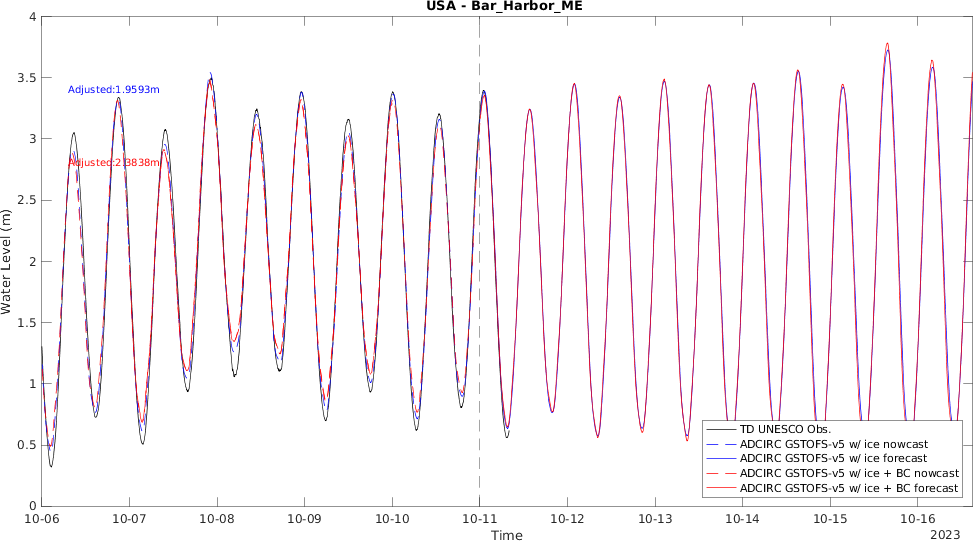 USA - Bar_Harbor_ME
4
3.5
3
2.5
2
1.5
1
0.5
0
Water Level (m)
Adjusted:1.9593m
Adjusted:2.3838m
TD UNESCO Obs.
ADCIRC GSTOFS-v5 w/ ice nowcast
ADCIRC GSTOFS-v5 w/ ice forecast
ADCIRC GSTOFS-v5 w/ ice + BC nowcast
ADCIRC GSTOFS-v5 w/ ice + BC forecast
10-06 10-07 10-08 10-09 10-10 10-11 10-12 10-13 10-14 10-15 10-16
Time
2023